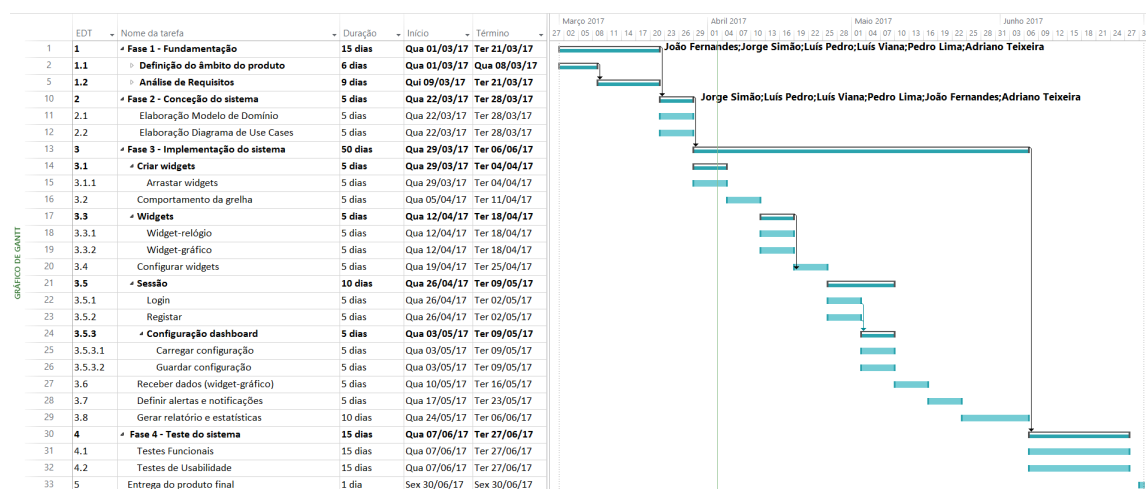 Março 2017 Abril 2017 Maio 2017 Junho 2017
EDT Nome da tarefa Duração Início Término 27 02 05 08 11 14 17 20 23 26 29 01 04 07 10 13 16 19 22 25 28 01 04 07 10 13 16 19 22 25 28 31 03 06 09 12 15 18 21 24 27 3
1 1 Fase 1 - Fundamentação 15 dias Qua 01/03/17 Ter 21/03/17 João Fernandes;Jorge Simão;Luís Pedro;Luís Viana;Pedro Lima;Adriano Teixeira
2 1.1 Definição do âmbito do produto 6 dias Qua 01/03/17 Qua 08/03/17
5 1.2 Análise de Requisitos 9 dias Qui 09/03/17 Ter 21/03/17
10 2 Fase 2 - Conceção do sistema 5 dias Qua 22/03/17 Ter 28/03/17 Jorge Simão;Luís Pedro;Luís Viana;Pedro Lima;João Fernandes;Adriano Teixeira
11 2.1 Elaboração Modelo de Domínio 5 dias Qua 22/03/17 Ter 28/03/17
12 2.2 Elaboração Diagrama de Use Cases 5 dias Qua 22/03/17 Ter 28/03/17
13 3 Fase 3 - Implementação do sistema 50 dias Qua 29/03/17 Ter 06/06/17
14 3.1 Criar widgets 5 dias Qua 29/03/17 Ter 04/04/17
15 3.1.1 Arrastar widgets 5 dias Qua 29/03/17 Ter 04/04/17
16 3.2 Comportamento da grelha 5 dias Qua 05/04/17 Ter 11/04/17
17 3.3 Widgets 5 dias Qua 12/04/17 Ter 18/04/17
18 3.3.1 Widget-relógio 5 dias Qua 12/04/17 Ter 18/04/17
19 3.3.2 Widget-gráfico 5 dias Qua 12/04/17 Ter 18/04/17
20 3.4 Configurar widgets 5 dias Qua 19/04/17 Ter 25/04/17
21 3.5 Sessão 10 dias Qua 26/04/17 Ter 09/05/17
22 3.5.1 Login 5 dias Qua 26/04/17 Ter 02/05/17
23 3.5.2 Registar 5 dias Qua 26/04/17 Ter 02/05/17
24 3.5.3 Configuração dashboard 5 dias Qua 03/05/17 Ter 09/05/17
25 3.5.3.1 Carregar configuração 5 dias Qua 03/05/17 Ter 09/05/17
26 3.5.3.2 Guardar configuração 5 dias Qua 03/05/17 Ter 09/05/17
27 3.6 Receber dados (widget-gráfico) 5 dias Qua 10/05/17 Ter 16/05/17
28 3.7 Definir alertas e notificações 5 dias Qua 17/05/17 Ter 23/05/17
29 3.8 Gerar relatório e estatísticas 10 dias Qua 24/05/17 Ter 06/06/17
30 4 Fase 4 - Teste do sistema 15 dias Qua 07/06/17 Ter 27/06/17
31 4.1 Testes Funcionais 15 dias Qua 07/06/17 Ter 27/06/17
32 4.2 Testes de Usabilidade 15 dias Qua 07/06/17 Ter 27/06/17
33 5 Entrega do produto final 1 dia Sex 30/06/17 Sex 30/06/17
GRÁFICO DE GANTT